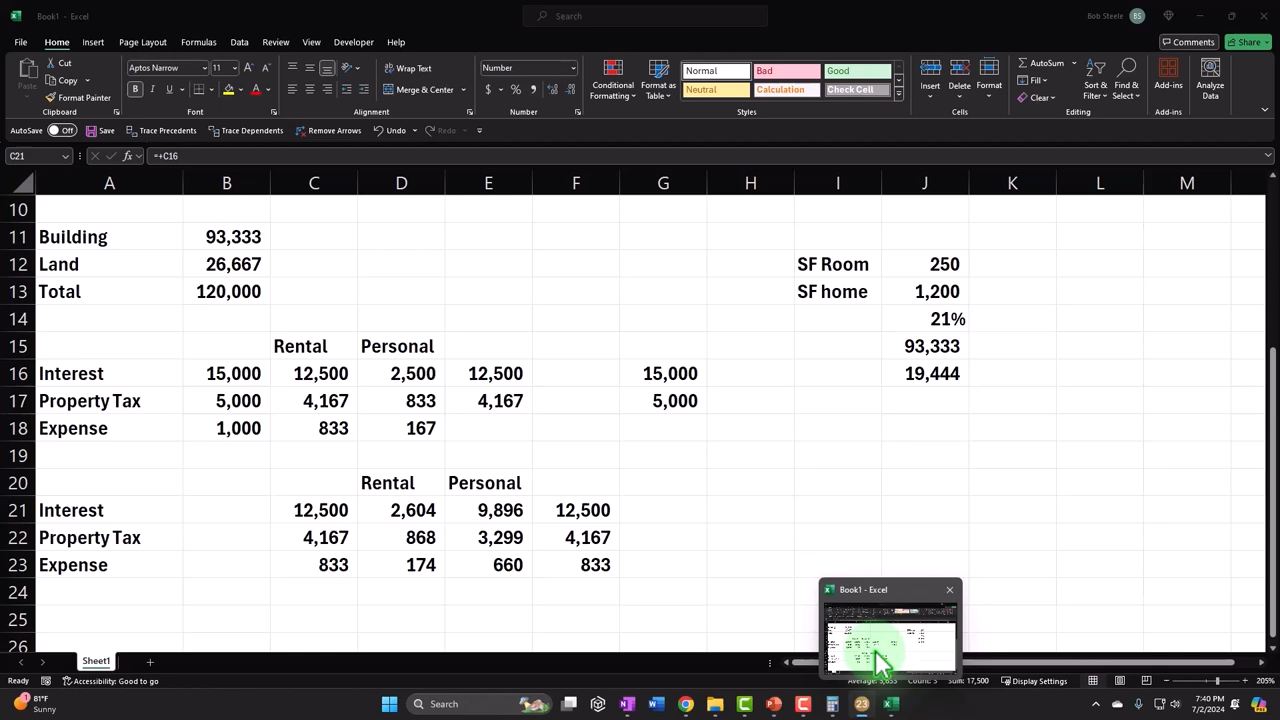 Book1 - Excel
Search
Bob Steele BS
File Home Insert Page Layout Formulas Data Review View Developer Help
Comments Share
Paste Cut Copy Format Painter
Aptos Narrow 11 B I U A
Wrap Text
Merge & Center
Number
$ % 9
Conditional Formatting Format as Table
Normal Bad Good
Neutral Calculation Check Cell
Insert Delete Format
AutoSum Fill Clear
Sort & Filter Find & Select
Add-ins Analyze Data
Clipboard Font Alignment Number Styles Cells Editing Add-ins
AutoSave Off Save Trace Precedents Trace Dependents Remove Arrows Undo Redo
C21 fx =+C16
A B C D E F G H I J K L M
10
11 Building 93,333
12 Land 26,667 SF Room 250
13 Total 120,000 SF home 1,200
14 21%
15 Rental Personal 93,333
16 Interest 15,000 12,500 2,500 12,500 15,000 19,444
17 Property Tax 5,000 4,167 833 4,167 5,000
18 Expense 1,000 833 167
19
20 Rental Personal
21 Interest 12,500 2,604 9,896 12,500
22 Property Tax 4,167 868 3,299 4,167
23 Expense 833 174 660 833
24
25
26
Book1 - Excel
Sheet1
Ready Accessibility: Good to go Sum: 17,500 Display Settings 205%
81°F
Sunny
Search
23
7:40 PM
7/2/2024